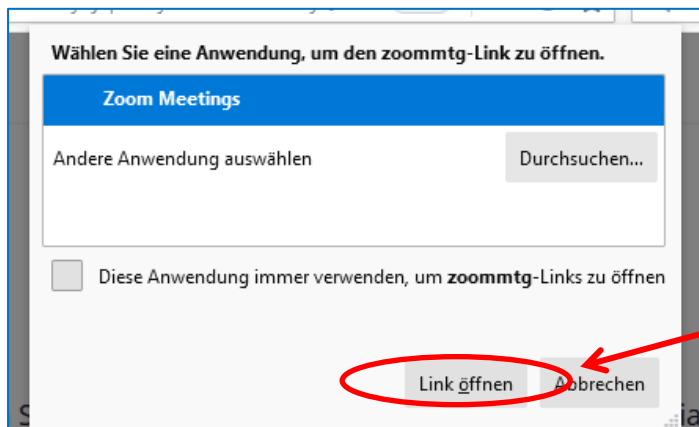 Wählen Sie eine Anwendung, um den zoommtg-Link zu öffnen.
Zoom Meetings
Andere Anwendung auswählen
Durchsuchen...
Diese Anwendung immer verwenden, um zoommtg-Links zu öffnen
Link öffnen
Abbrechen